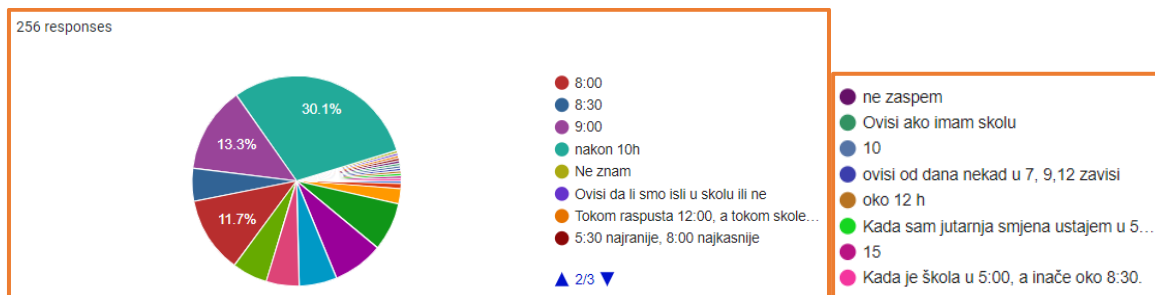 256 responses
30.1%
13.3%
11.7%
8:00
8:30
9:00
nakon 10h
Ne znam
Ovisi da li smo isli u skolu ili ne
Tokom raspusta 12:00, a tokom skole...
5:30 najranije, 8:00 najkasnije
2/3
ne zaspem
Ovisi ako imam skolu
10
ovisi od dana nekad u 7, 9,12 zavisi
oko 12 h
Kada sam jutarnja smjena ustajem u 5...
15
Kada je škola u 5:00, a inače oko 8:30.